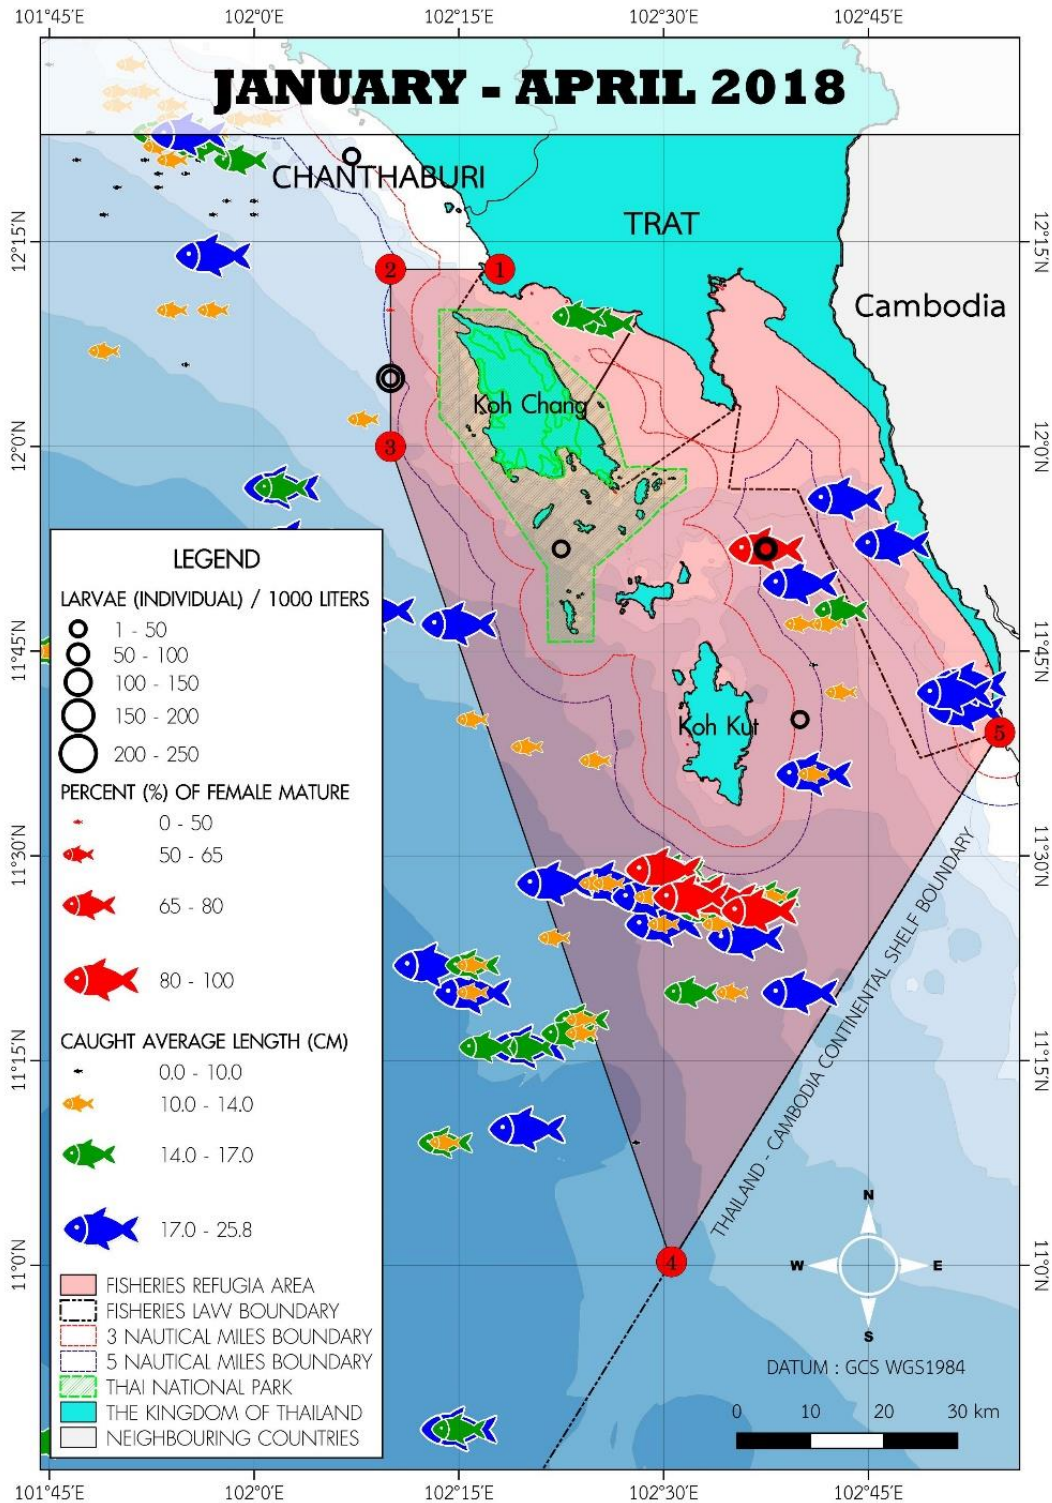 101°45'E 102°0'E 102°15'E 102°30'E 102°45'E
JANUARY - APRIL 2018
CHANTHABURI
TRAT
12°15'N 12°15'N
2 1
Cambodia
Koh Chang
12°0'N 12°0'N
3
LEGEND
LARVAE (INDIVIDUAL) / 1000 LITERS
1 - 50
50 - 100
100 - 150
150 - 200
200 - 250
PERCENT (%) OF FEMALE MATURE
0 - 50
50 - 65
65 - 80
80 - 100
CAUGHT AVERAGE LENGTH (CM)
0.0 - 10.0
10.0 - 14.0
14.0 - 17.0
17.0 - 25.8
FISHERIES REFUGIA AREA
FISHERIES LAW BOUNDARY
3 NAUTICAL MILES BOUNDARY
5 NAUTICAL MILES BOUNDARY
THAI NATIONAL PARK
THE KINGDOM OF THAILAND
NEIGHBOURING COUNTRIES
11°45'N 11°45'N
Koh Kut
5
11°30'N 11°30'N
THAILAND - CAMBODIA CONTINENTAL SHELF BOUNDARY
11°15'N 11°15'N
4
11°0'N 11°0'N
N
W E
S
DATUM : GCS WGS1984
0 10 20 30 km
101°45'E 102°0'E 102°15'E 102°30'E 102°45'E